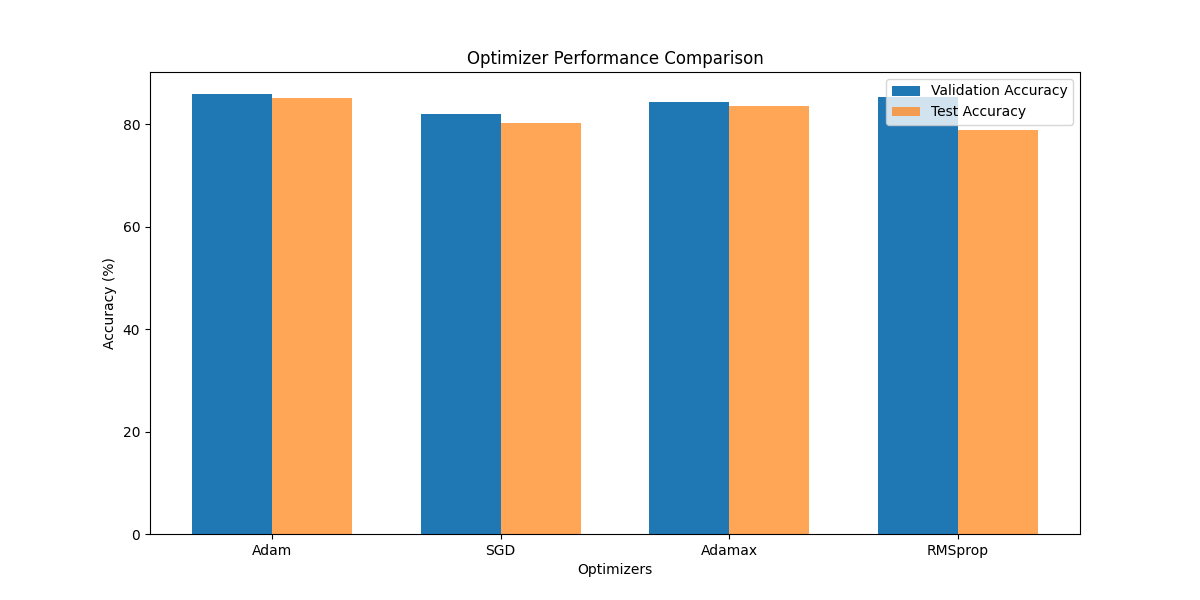 Optimizer Performance Comparison
Validation Accuracy
Test Accuracy
Accuracy (%)
80
60
40
20
0
Adam SGD Adamax RMSprop
Optimizers